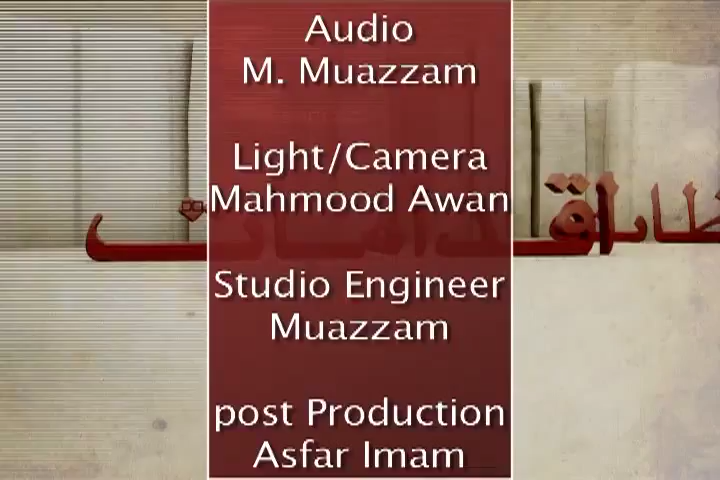 Audio
M. Muazzam
Light/Camera
Mahmood Awan
Studio Engineer
Muazzam
post Production
Asfar Imam